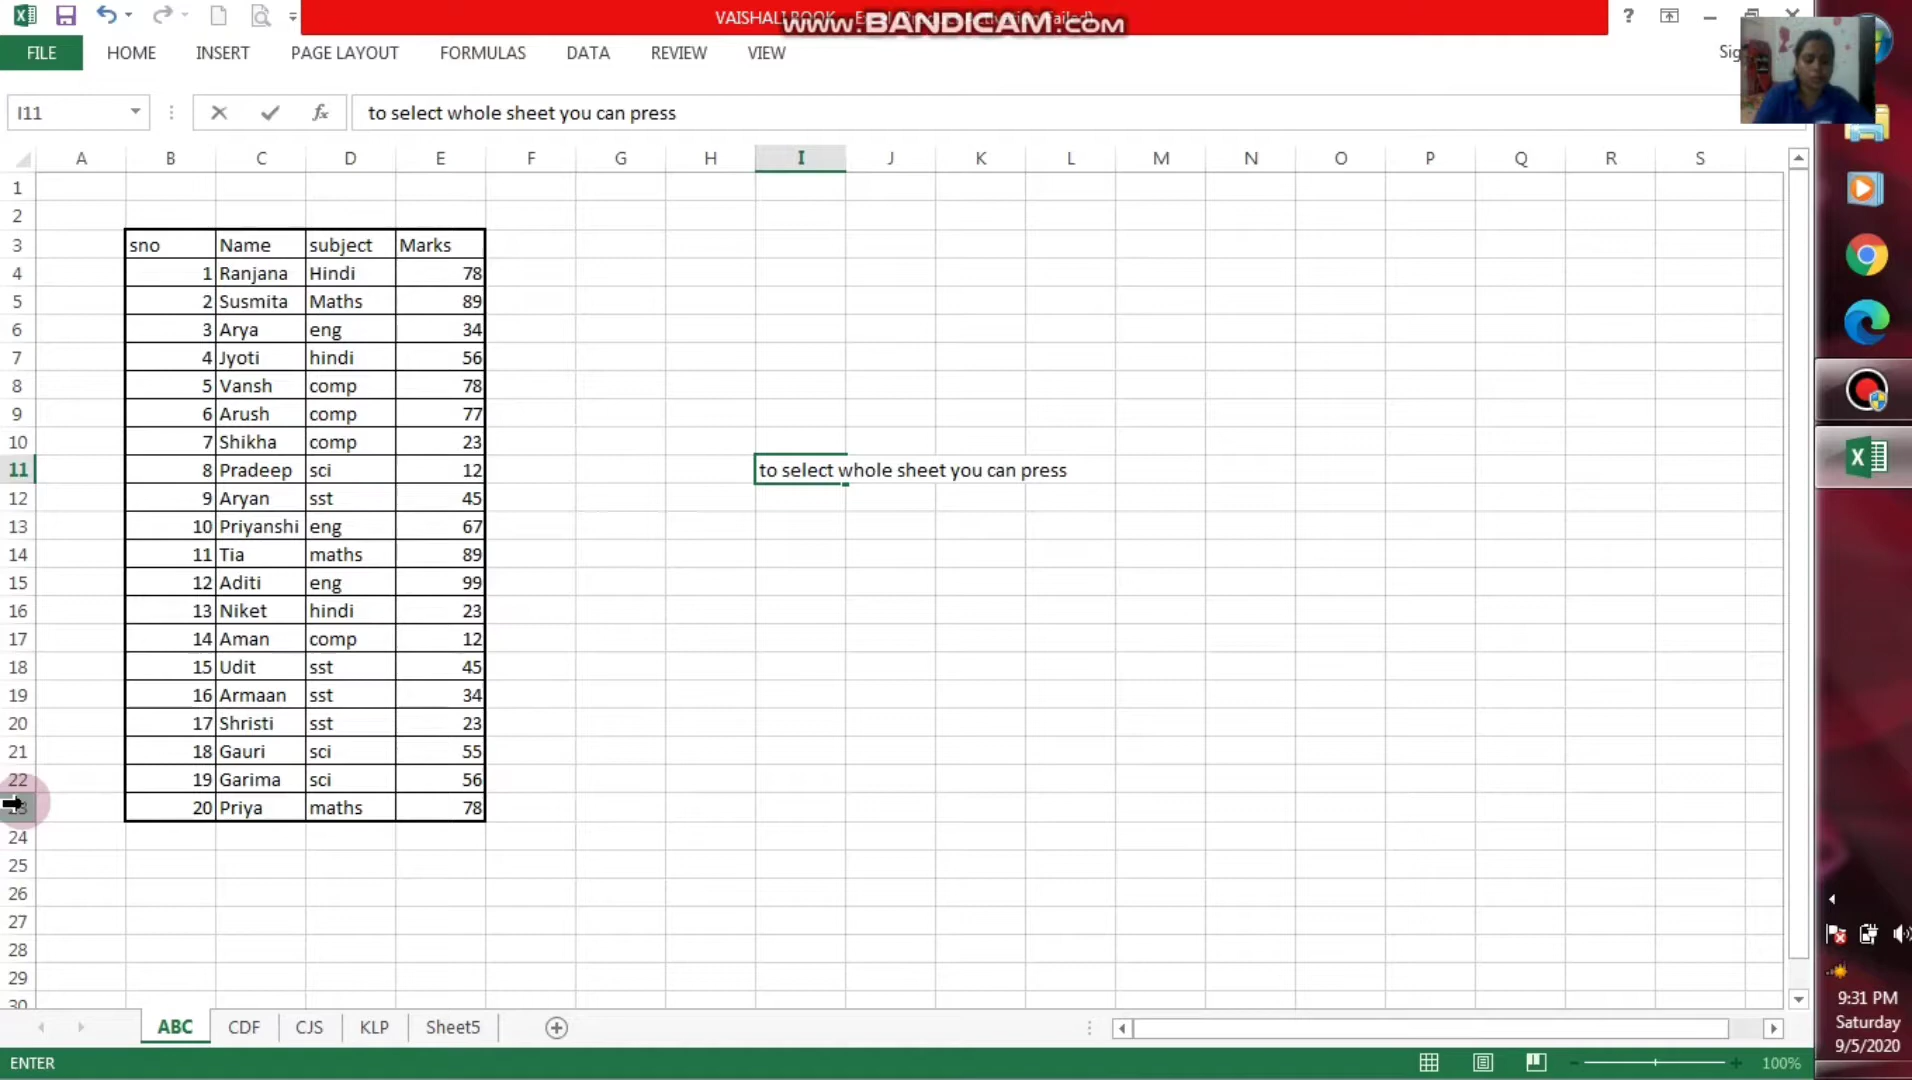 VAISHALI BOOK
www.BANDICAM.com
?
FILE HOME INSERT PAGE LAYOUT FORMULAS DATA REVIEW VIEW
I11 fx to select whole sheet you can press
A B C D E F G H I J K L M N O P Q R S
1
2
3 sno Name subject Marks
4 1 Ranjana Hindi 78
5 2 Susmita Maths 89
6 3 Arya eng 34
7 4 Jyoti hindi 56
8 5 Vansh comp 78
9 6 Arush comp 77
10 7 Shikha comp 23
11 8 Pradeep sci 12 to select whole sheet you can press
12 9 Aryan sst 45
13 10 Priyanshi eng 67
14 11 Tia maths 89
15 12 Aditi eng 99
16 13 Niket hindi 23
17 14 Aman comp 12
18 15 Udit sst 45
19 16 Armaan sst 34
20 17 Shristi sst 23
21 18 Gauri sci 55
22 19 Garima sci 56
23 20 Priya maths 78
24
25
26
27
28
29
30
ABC CDF CJS KLP Sheet5
ENTER 100%
9:31 PM
Saturday
9/5/2020